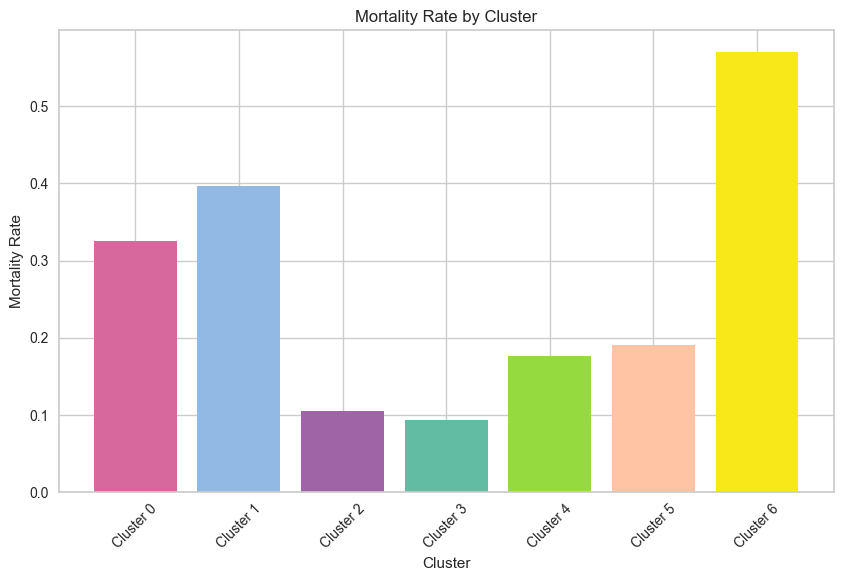 Mortality Rate by Cluster
Mortality Rate
0.5
0.4
0.3
0.2
0.1
0.0
Cluster 0
Cluster 1
Cluster 2
Cluster 3
Cluster 4
Cluster 5
Cluster 6
Cluster